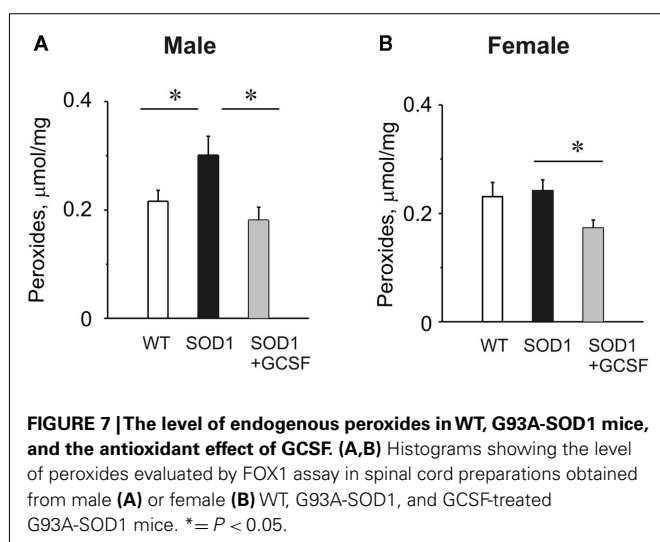 A
Male
B
Female
Peroxides, μmol/mg
0.4
0.2
0
*
*
WT
SOD1
SOD1
+GCSF
Peroxides, μmol/mg
0.4
0.2
0
*
WT
SOD1
SOD1
+GCSF
FIGURE 7 | The level of endogenous peroxides in WT, G93A-SOD1 mice,
and the antioxidant effect of GCSF. (A,B) Histograms showing the level
of peroxides evaluated by FOX1 assay in spinal cord preparations obtained
from male (A) or female (B) WT, G93A-SOD1, and GCSF-treated
G93A-SOD1 mice. *= P < 0.05.